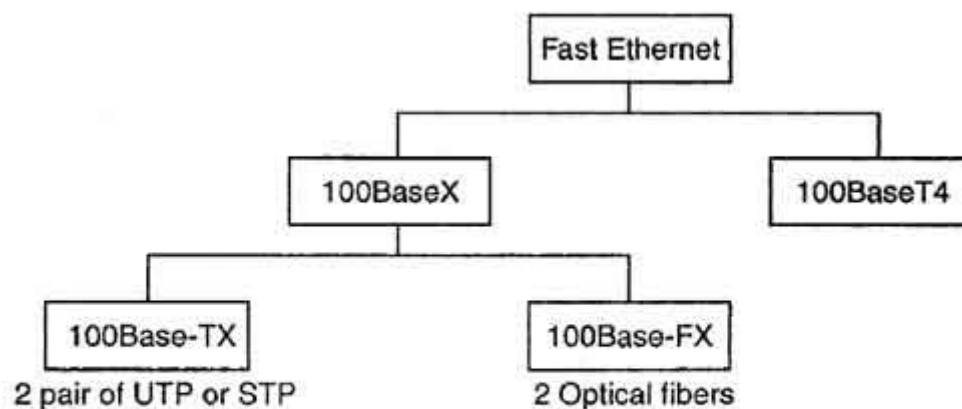 Fast Ethernet
100BaseX
100BaseT4
100Base-TX
100Base-FX
2 pair of UTP or STP
2 Optical fibers